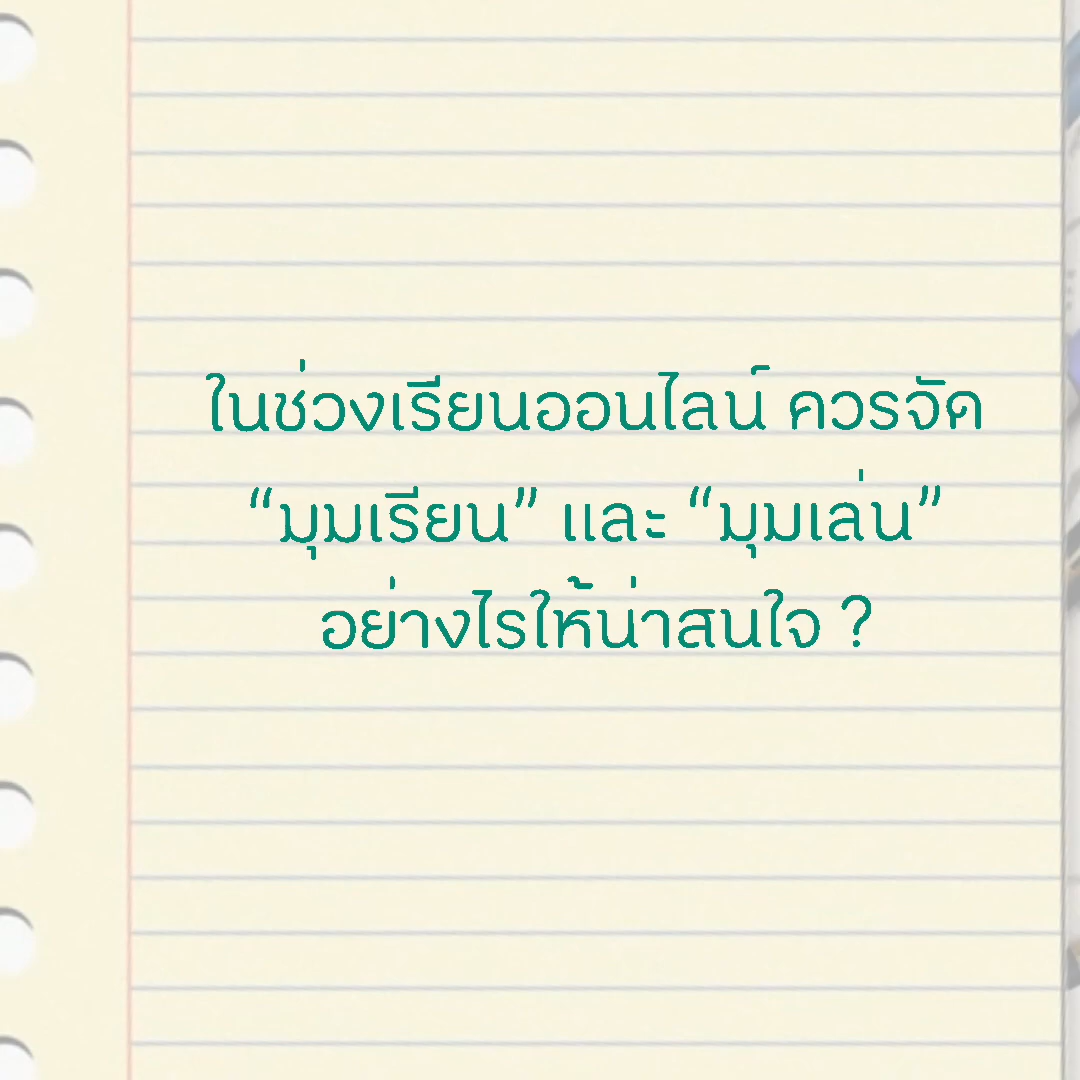 ในช่วงเรียนออนไลน์ ควรจัด
“มุมเรียน” และ “มุมเล่น”
อย่างไรให้น่าสนใจ ?